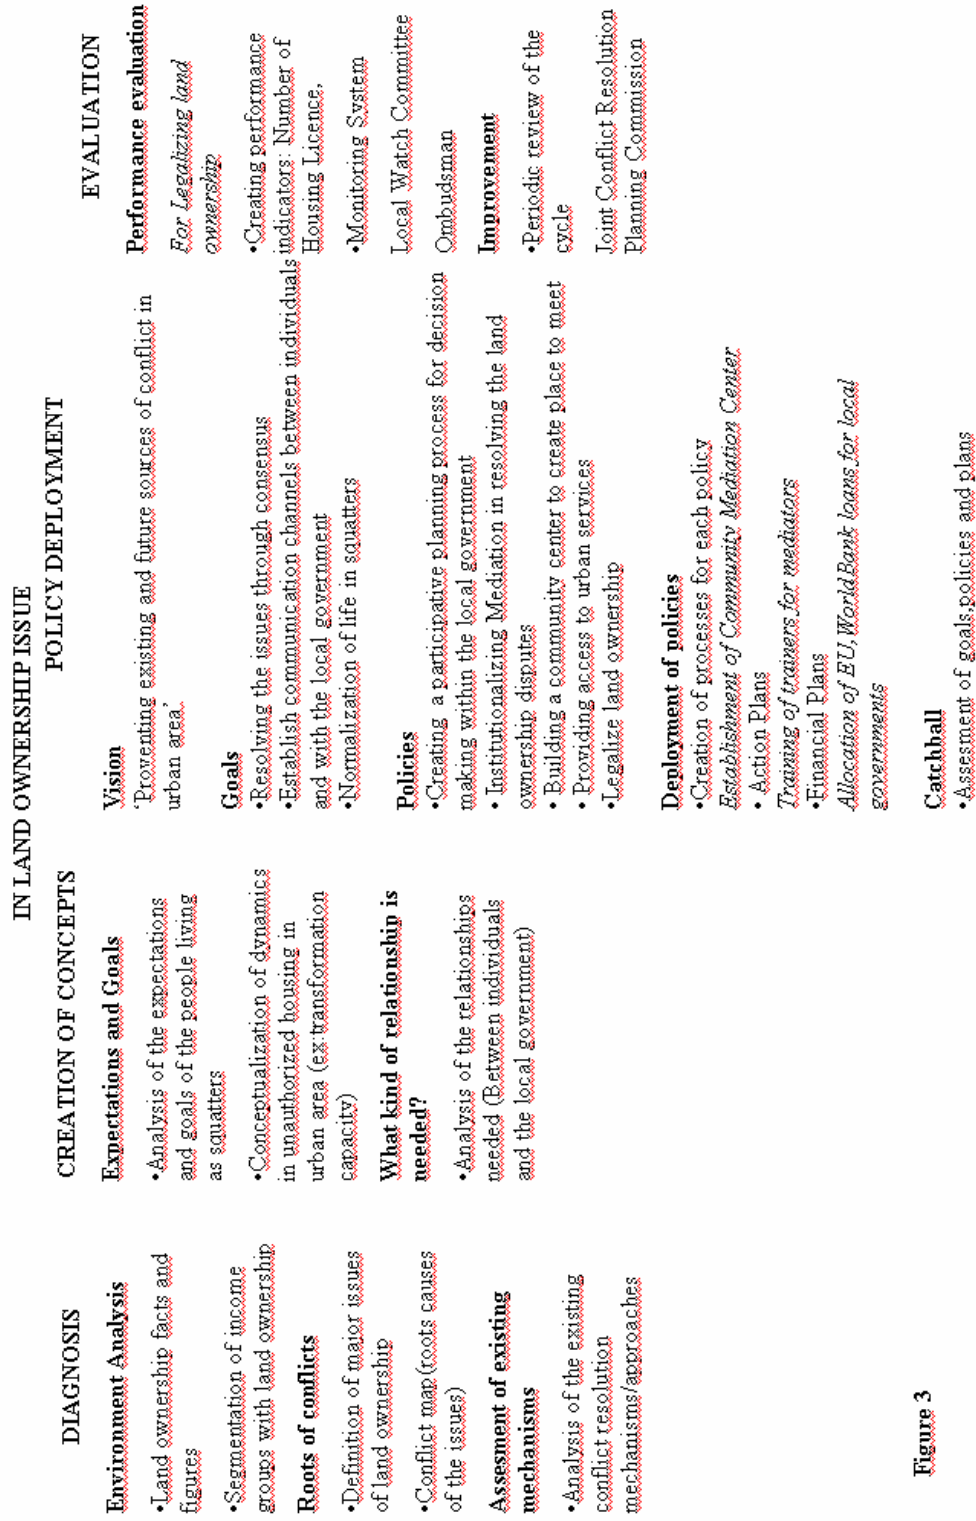 IN LAND OWNERSHIP ISSUE
DIAGNOSIS
Environment Analysis
•Land ownership facts and
figures
•Segmentation of income
groups with land ownership
Roots of conflicts
•Definition of major issues
of land ownership
•Conflict map(roots causes
of the issues)
Assesment of existing
mechanisms
•Analysis of the existing
conflict resolution
mechanisms/approaches
CREATION OF CONCEPTS
Expectations and Goals
•Analysis of the expectations
and goals of the people living
as squatters
•Conceptualization of dynamics
in unauthorized housing in
urban area (ex:transformation
capacity)
What kind of relationship is
needed?
•Analysis of the relationships
needed (Between individuals
and the local government)
POLICY DEPLOYMENT
Vision
‘Proventing existing and future sources of conflict in
urban area’
Goals
•Resolving the issues through consensus
•Establish communication channels between individuals
and with the local government
•Normalization of life in squatters
Policies
•Creating a participative planning process for decision
making within the local government
• Institutionalizing Mediation in resolving the land
ownership disputes
• Building a community center to create place to meet
• Providing access to urban services
•Legalize land ownership
Deployment of policies
•Creation of processes for each policy
Establishment of Community Mediation Center
• Action Plans
Training of trainers for mediators
•Financial Plans
Allocation of EU,WorldBank loans for local
governments
Catchball
•Assesment of goals,policies and plans
EVALUATION
Performance evaluation
For Legalizing land
ownership
•Creating performance
indicators: Number of
Housing Licence,
•Monitoring System
Local Watch Committee
Ombudsman
Improvement
•Periodic review of the
cycle
Joint Conflict Resolution
Planning Commission
Figure 3